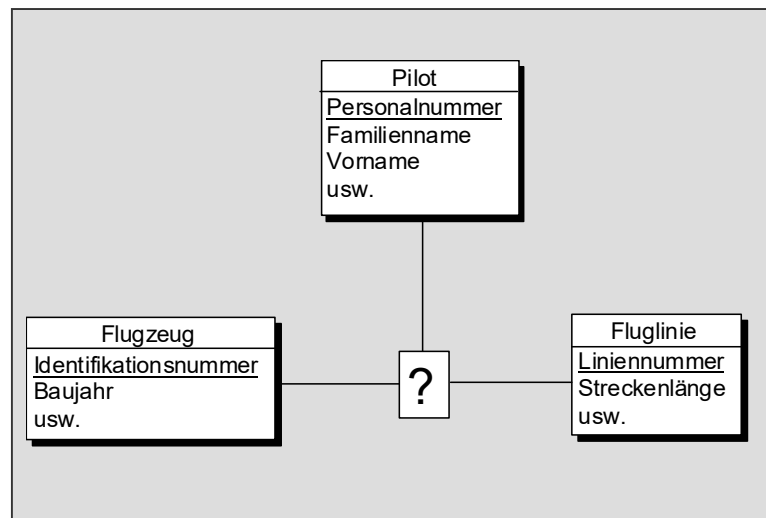 Pilot
Personalnummer
Familienname
Vorname
usw.
Flugzeug
Identifikationsnummer
Baujahr
usw.
?
Fluglinie
Liniennummer
Streckenlänge
usw.